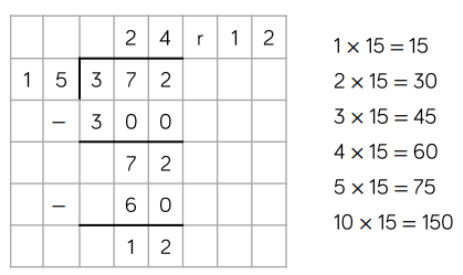 2 4 r 1 2
1 5 3 7 2
− 3 0 0
7 2
− 6 0
1 2
1 × 15 = 15
2 × 15 = 30
3 × 15 = 45
4 × 15 = 60
5 × 15 = 75
10 × 15 = 150